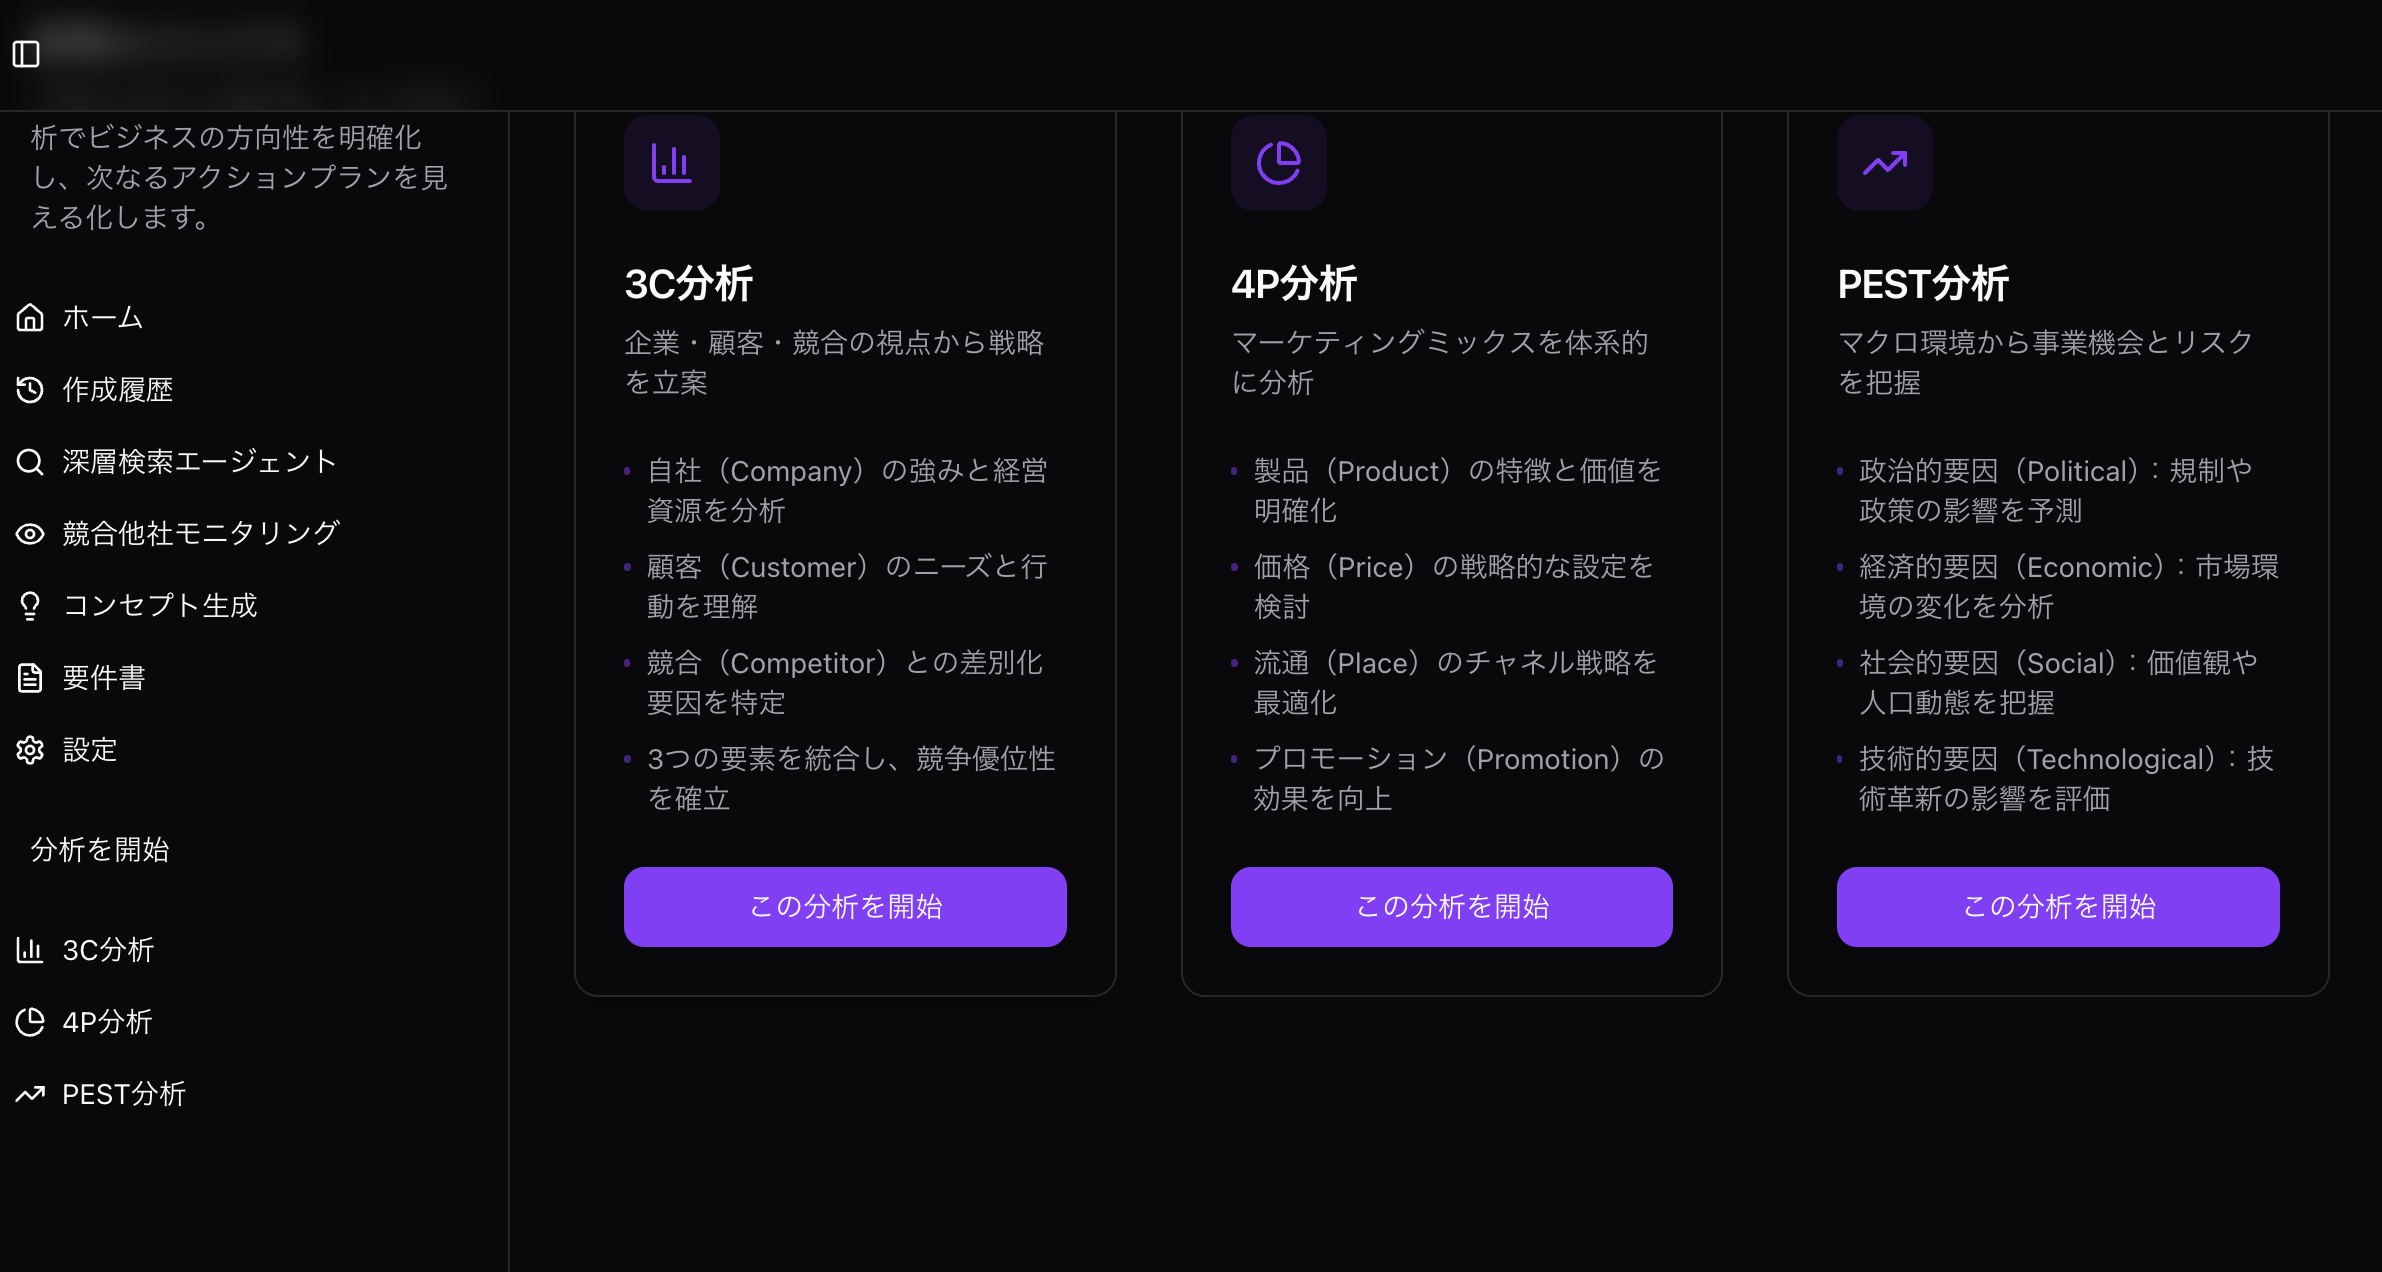 析でビジネスの方向性を明確化
し、次なるアクションプランを見
える化します。
ホーム
作成履歴
深層検索エージェント
競合他社モニタリング
コンセプト生成
要件書
設定
分析を開始
3C分析
4P分析
PEST分析
3C分析
企業・顧客・競合の視点から戦略
を立案
• 自社（Company）の強みと経営
資源を分析
• 顧客（Customer）のニーズと行
動を理解
• 競合（Competitor）との差別化
要因を特定
• 3つの要素を統合し、競争優位性
を確立
この分析を開始
4P分析
マーケティングミックスを体系的
に分析
• 製品（Product）の特徴と価値を
明確化
• 価格（Price）の戦略的な設定を
検討
• 流通（Place）のチャネル戦略を
最適化
• プロモーション（Promotion）の
効果を向上
この分析を開始
PEST分析
マクロ環境から事業機会とリスク
を把握
• 政治的要因（Political）：規制や
政策の影響を予測
• 経済的要因（Economic）：市場環
境の変化を分析
• 社会的要因（Social）：価値観や
人口動態を把握
• 技術的要因（Technological）：技
術革新の影響を評価
この分析を開始